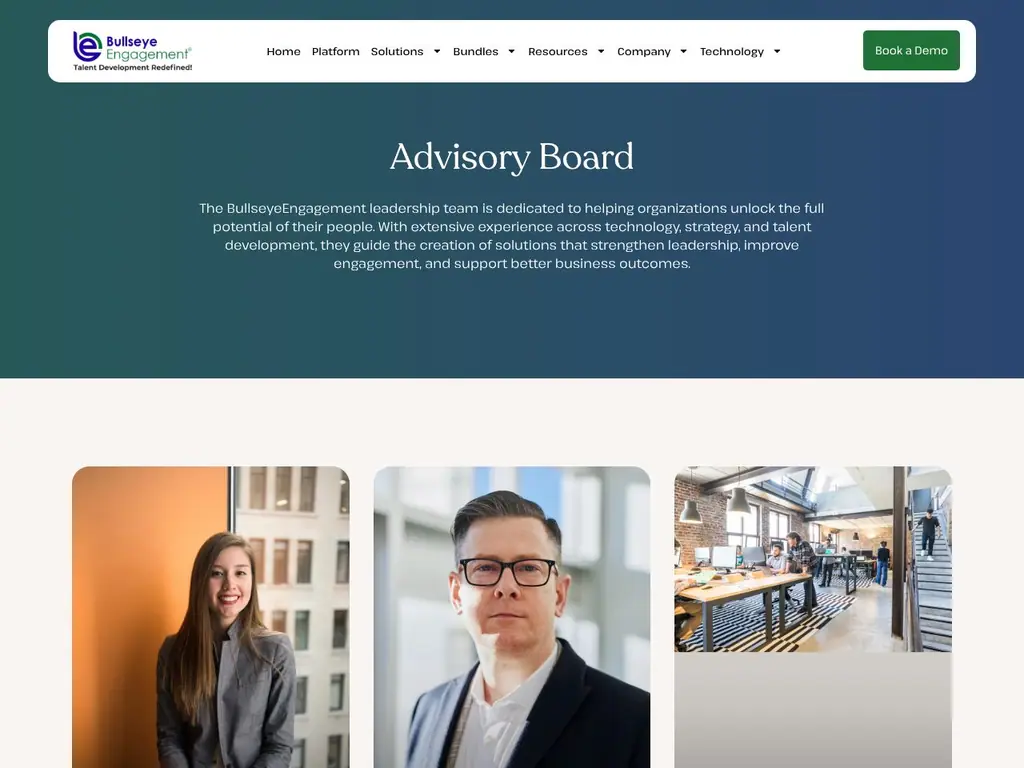 Bullseye
Engagement®
Talent Development Redefined!
Home Platform Solutions Bundles Resources Company Technology
Book a Demo
Advisory Board
The BullseyeEngagement leadership team is dedicated to helping organizations unlock the full
potential of their people. With extensive experience across technology, strategy, and talent
development, they guide the creation of solutions that strengthen leadership, improve
engagement, and support better business outcomes.